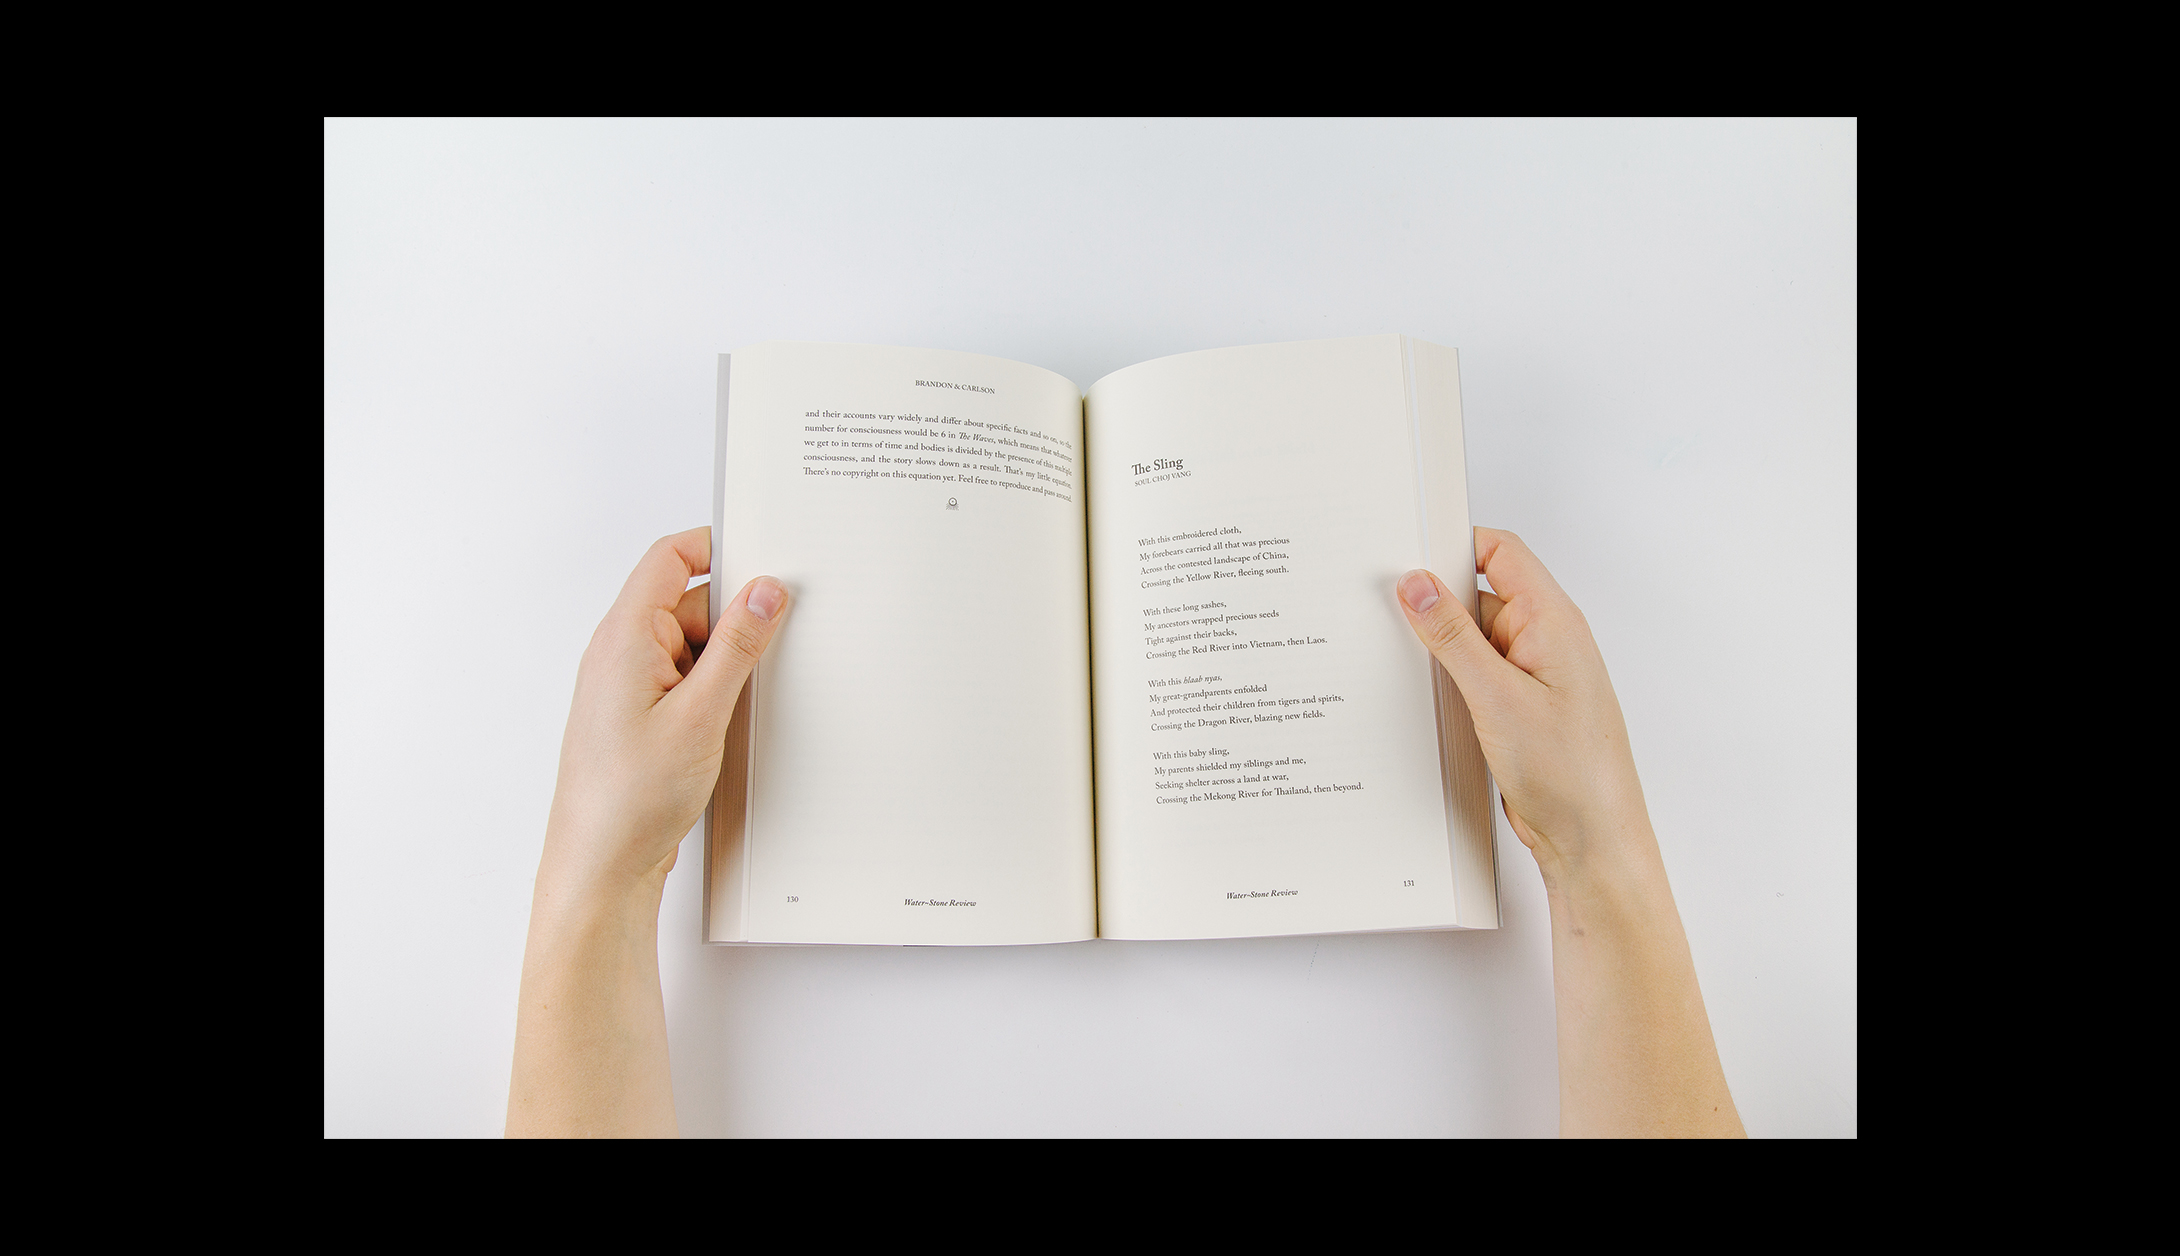 BRANDON & CARLSON
and their accounts vary widely and differ about specific facts and so on, so the
number for consciousness would be 6 in The Waves, which means that whatever
we get to in terms of time and bodies is divided by the presence of this multiple
consciousness, and the story slows down as a result. That's my little equation.
There's no copyright on this equation yet. Feel free to reproduce and pass around.
130
Water~Stone Review
The Sling
SOUL CHOJ VANG
With this embroidered cloth,
My forebears carried all that was precious
Across the contested landscape of China,
Crossing the Yellow River, fleeing south.
With these long sashes,
My ancestors wrapped precious seeds
Tight against their backs,
Crossing the Red River into Vietnam, then Laos.
With this hlaab nyas,
My great-grandparents enfolded
And protected their children from tigers and spirits,
Crossing the Dragon River, blazing new fields.
With this baby sling,
My parents shielded my siblings and me,
Seeking shelter across a land at war,
Crossing the Mekong River for Thailand, then beyond.
Water~Stone Review
131